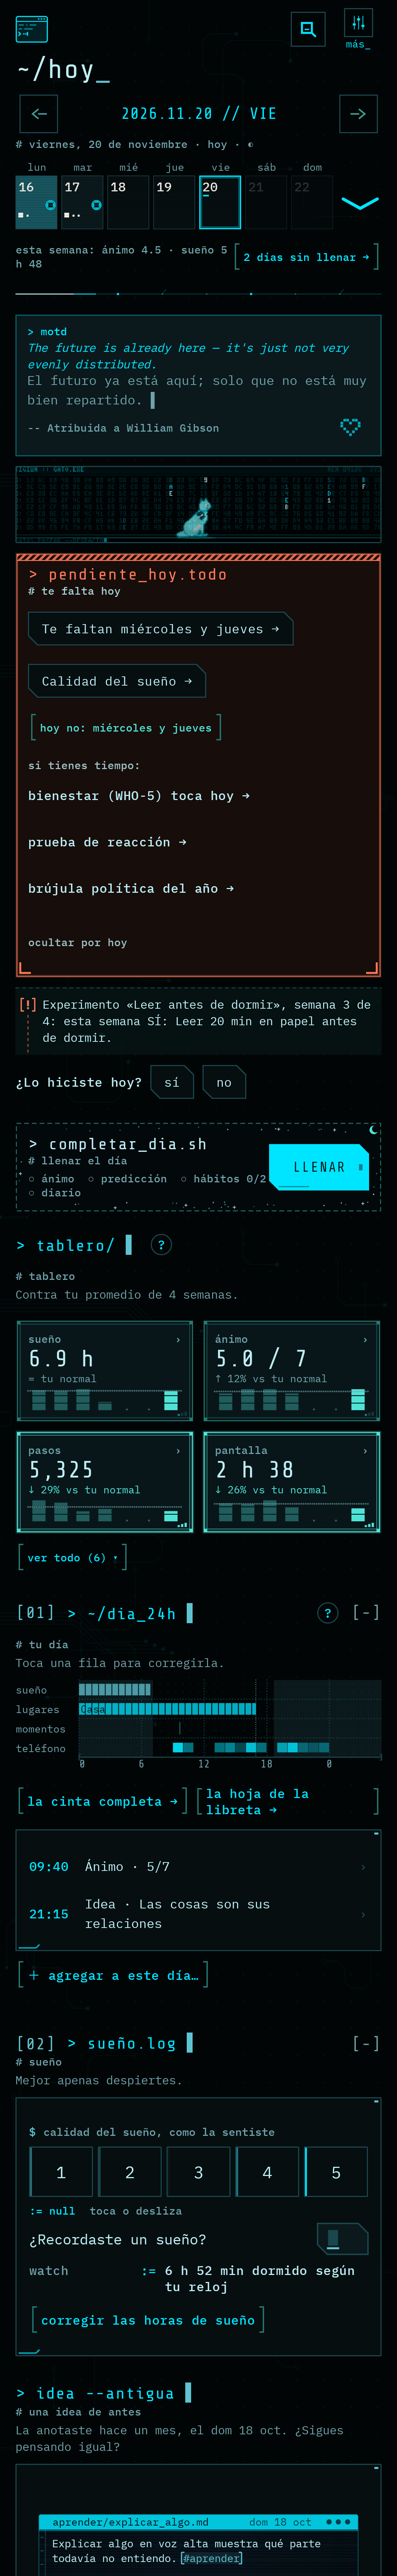 más_
~/hoy_
← 2026.11.20 // VIE →
# viernes, 20 de noviembre · hoy ·
lun mar mié jue vie sáb dom
16 17 18 19 20 21 22
esta semana: ánimo 4.5 · sueño 5
h 48
2 días sin llenar →
> motd
The future is already here — it's just not very
evenly distributed.
El futuro ya está aquí; solo que no está muy
bien repartido.
-- Atribuida a William Gibson
> pendiente_hoy.todo
# te falta hoy
Te faltan miércoles y jueves →
Calidad del sueño →
hoy no: miércoles y jueves
si tienes tiempo:
bienestar (WHO-5) toca hoy →
prueba de reacción →
brújula política del año →
ocultar por hoy
[!] Experimento «Leer antes de dormir», semana 3 de
4: esta semana SÍ: Leer 20 min en papel antes
de dormir.
¿Lo hiciste hoy? sí no
> completar_dia.sh
# llenar el día
○ ánimo ○ predicción ○ hábitos 0/2
○ diario
LLENAR
> tablero/ ?
# tablero
Contra tu promedio de 4 semanas.
sueño ›
6.9 h
= tu normal
ánimo ›
5.0 / 7
↑ 12% vs tu normal
pasos ›
5,325
↓ 29% vs tu normal
pantalla ›
2 h 38
↓ 26% vs tu normal
ver todo (6) ▾
[01] > ~/dia_24h ? [-]
# tu día
Toca una fila para corregirla.
sueño
lugares Casa
momentos
teléfono
0 6 12 18 0
la cinta completa →
la hoja de la
libreta →
09:40 Ánimo · 5/7 ›
21:15 Idea · Las cosas son sus
relaciones ›
+ agregar a este día…
[02] > sueño.log [-]
# sueño
Mejor apenas despiertes.
$ calidad del sueño, como la sentiste
1 2 3 4 5
:= null toca o desliza
¿Recordaste un sueño?
watch := 6 h 52 min dormido según
tu reloj
corregir las horas de sueño
> idea --antigua
# una idea de antes
La anotaste hace un mes, el dom 18 oct. ¿Sigues
pensando igual?
aprender/explicar_algo.md dom 18 oct
Explicar algo en voz alta muestra qué parte
todavía no entiendo. #aprender